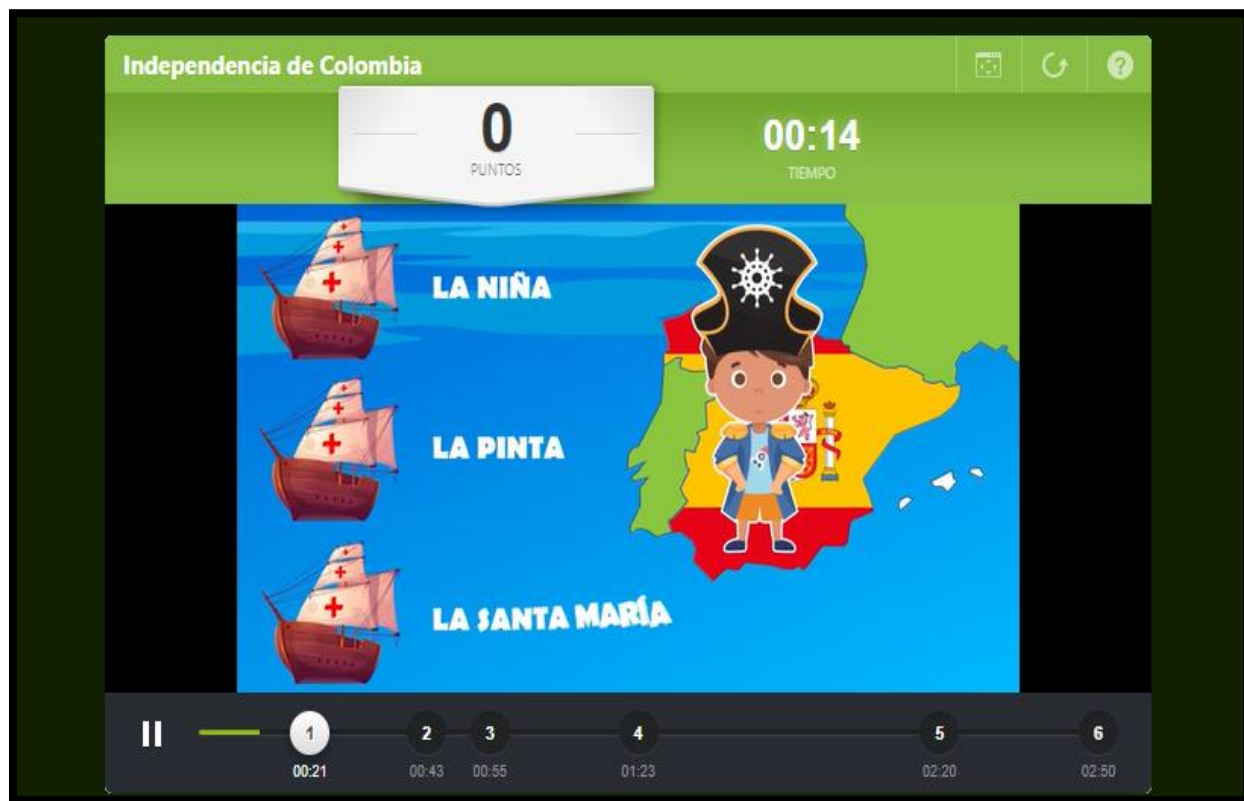 Independencia de Colombia
?
0
PUNTOS
00:14
TIEMPO
LA NIÑA
LA PINTA
LA SANTA MARÍA
1 2 3 4 5 6
00:21 00:43 00:55 01:23 02:20 02:50